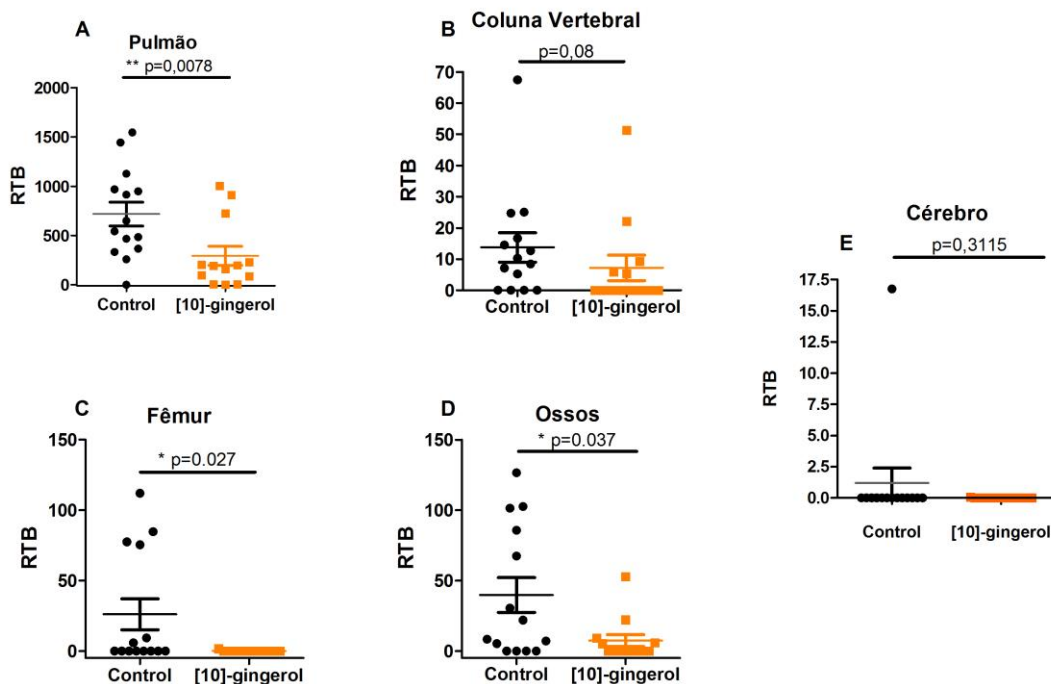 A
Pulmão
** p=0,0078
2000
1500
1000
500
0
RTB
Control [10]-gingerol
B
Coluna Vertebral
p=0,08
70
60
50
40
30
20
10
0
RTB
Control [10]-gingerol
C
Fêmur
* p=0.027
150
100
50
0
RTB
Control [10]-gingerol
D
Ossos
* p=0.037
150
100
50
0
RTB
Control [10]-gingerol
E
Cérebro
p=0,3115
17.5
15.0
12.5
10.0
7.5
5.0
2.5
0.0
RTB
Control [10]-gingerol